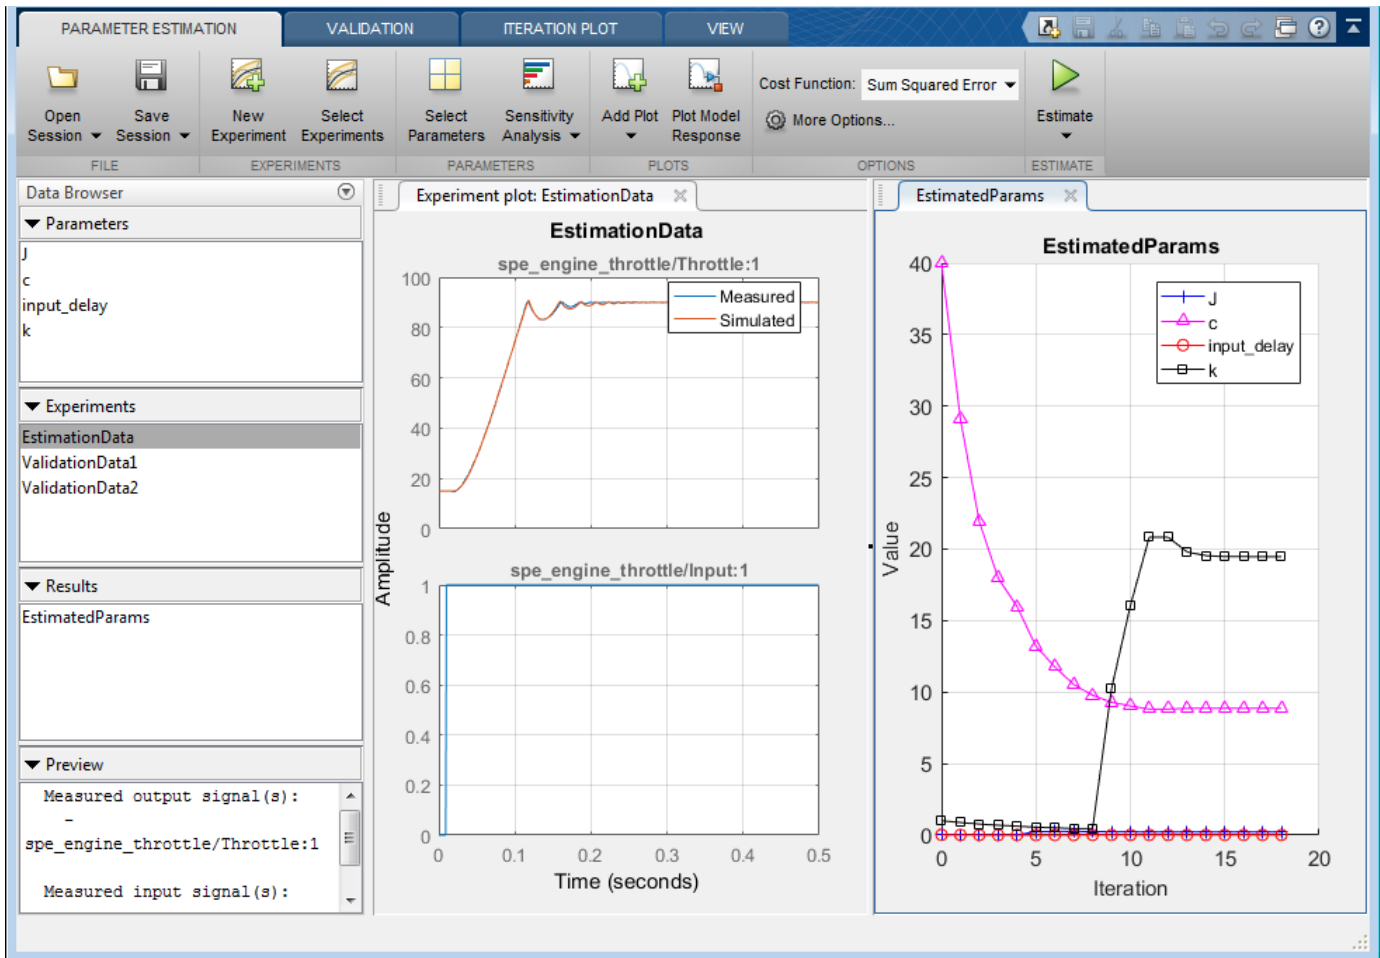 PARAMETER ESTIMATION
VALIDATION
ITERATION PLOT
VIEW
Open
Session
Save
Session
New
Experiment
Select
Experiments
Select
Parameters
Sensitivity
Analysis
Add Plot
Plot Model
Response
Cost Function: Sum Squared Error
More Options...
Estimate
FILE
EXPERIMENTS
PARAMETERS
PLOTS
OPTIONS
ESTIMATE
Data Browser
Parameters
J
c
input_delay
k
Experiments
EstimationData
ValidationData1
ValidationData2
Results
EstimatedParams
Preview
Measured output signal(s):
-
spe_engine_throttle/Throttle:1
Measured input signal(s):
Experiment plot: EstimationData
EstimationData
spe_engine_throttle/Throttle:1
100
80
60
40
20
0
Measured
Simulated
Amplitude
spe_engine_throttle/Input:1
1
0.8
0.6
0.4
0.2
0
0 0.1 0.2 0.3 0.4 0.5
Time (seconds)
EstimatedParams
EstimatedParams
40
35
30
25
20
15
10
5
0
Value
J
c
input_delay
k
0 5 10 15 20
Iteration